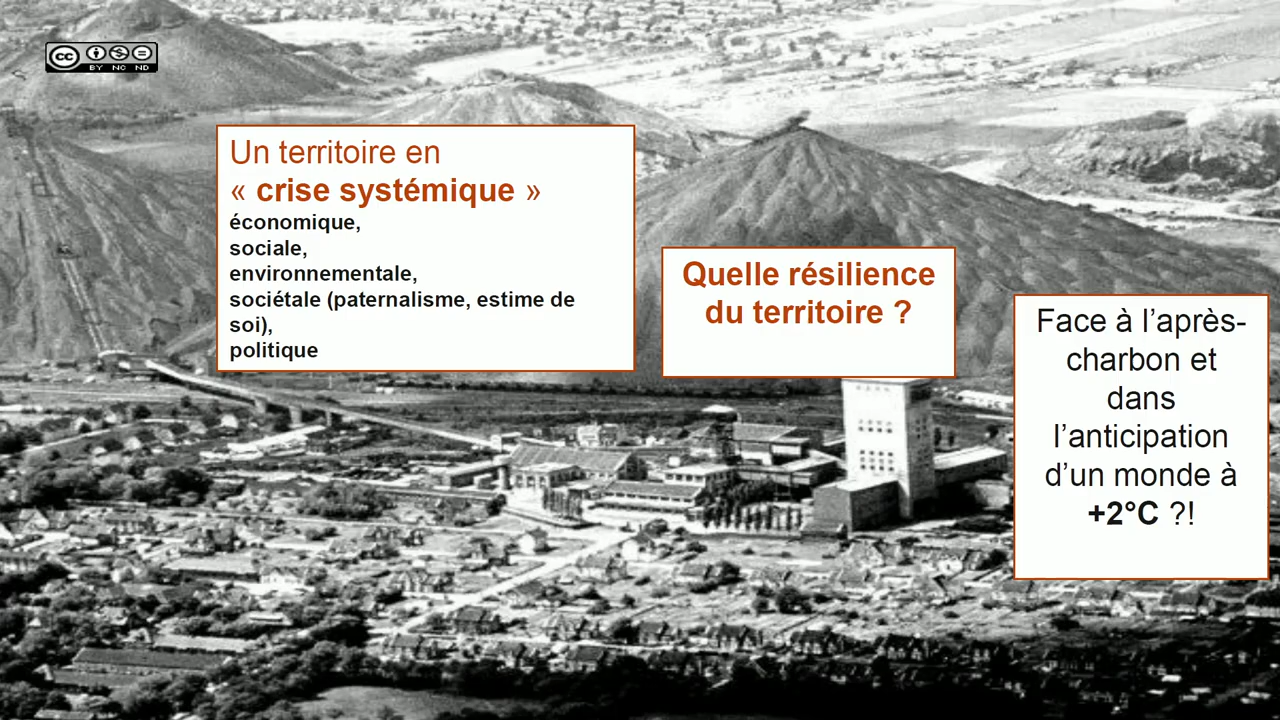 cc
BY NC ND
Un territoire en
« crise systémique »
économique,
sociale,
environnementale,
sociétale (paternalisme, estime de
soi),
politique
Quelle résilience
du territoire ?
Face à l’après-
charbon et
dans
l’anticipation
d’un monde à
+2°C ?!